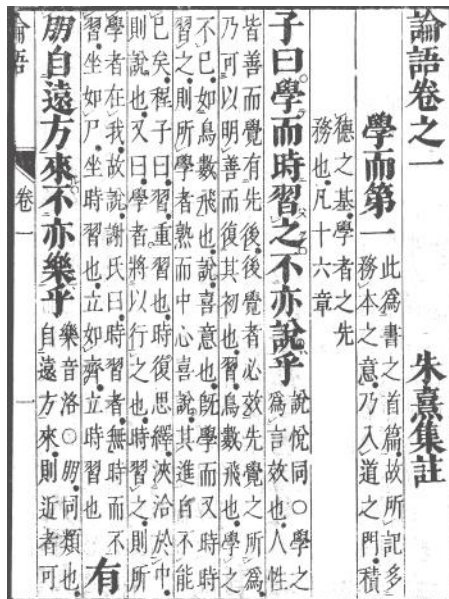 論語卷之一 朱熹集註
學而第一
此爲書之首篇故所記多
務本之意乃入道之門積
德之基學者之先
務也凡十六章
子曰學而時習之不亦說乎
說悅同○學之
爲言效也人性
皆善而覺有先後後覺者必效先覺之所爲
乃可以明善而復其初也習鳥數飛也學之
不已如鳥數飛也說喜意也既學而又時時
習之則所學者熟而中心喜說其進自不能
已矣程子曰習重習也時復思繹浹洽於中
則說也又曰學者將以行之也時習之則所
學者在我故說謝氏曰時習者無時而不
習坐如尸坐時習也立如齊立時習也
有
朋自遠方來不亦樂乎
樂音洛○朋同類也
自遠方來則近者可
論語 卷一 一